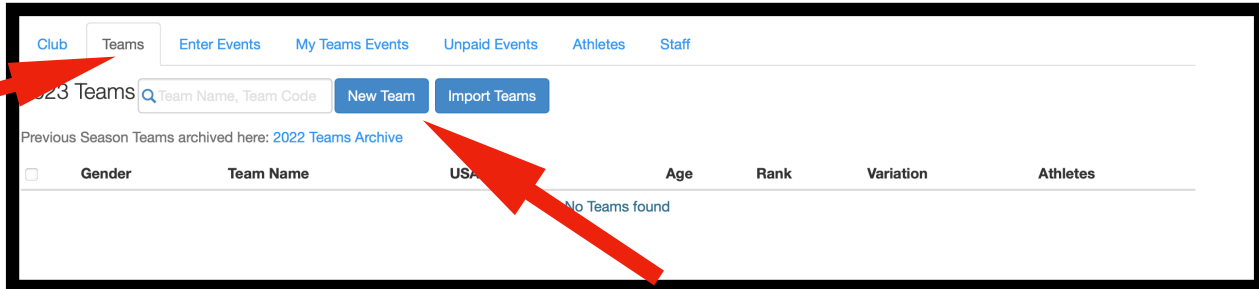 Club Teams Enter Events My Teams Events Unpaid Events Athletes Staff
Teams Team Name, Team Code New Team Import Teams
Previous Season Teams archived here: 2022 Teams Archive
Gender Team Name Age Rank Variation Athletes
No Teams found